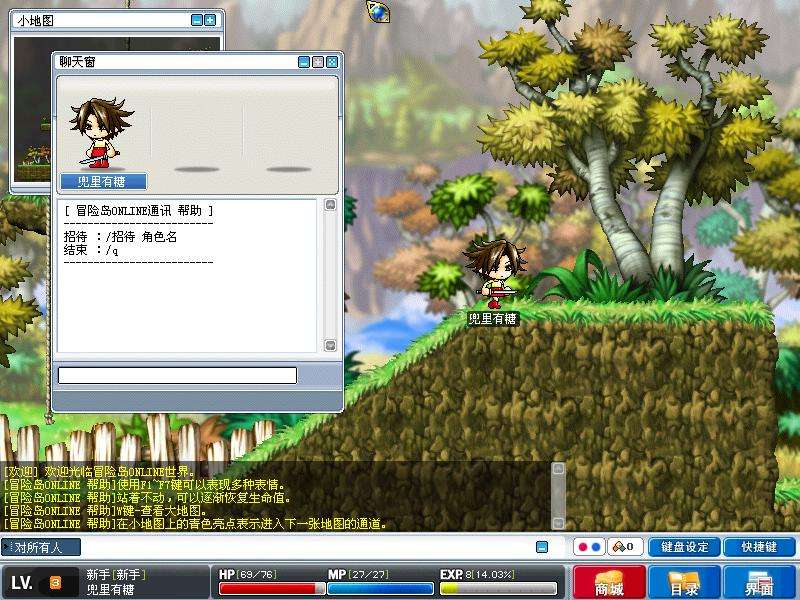 小地图
聊天窗
兜里有糖
[ 冒险岛ONLINE通讯 帮助 ]
-------------------------
招待 :/招待 角色名
结束 :/q
-------------------------
兜里有糖
[欢迎] 欢迎光临冒险岛ONLINE世界。
[冒险岛ONLINE 帮助]使用F1~F7键可以表现多种表情。
[冒险岛ONLINE 帮助]站着不动,可以逐渐恢复生命值。
[冒险岛ONLINE 帮助]W键-查看大地图。
[冒险岛ONLINE 帮助]在小地图上的青色亮点表示进入下一张地图的通道。
对所有人
0
键盘设定
快捷键
LV. 3
新手[新手]
兜里有糖
HP[69/76]
MP[27/27]
EXP. 8[14.03%]
商城
目录
界面